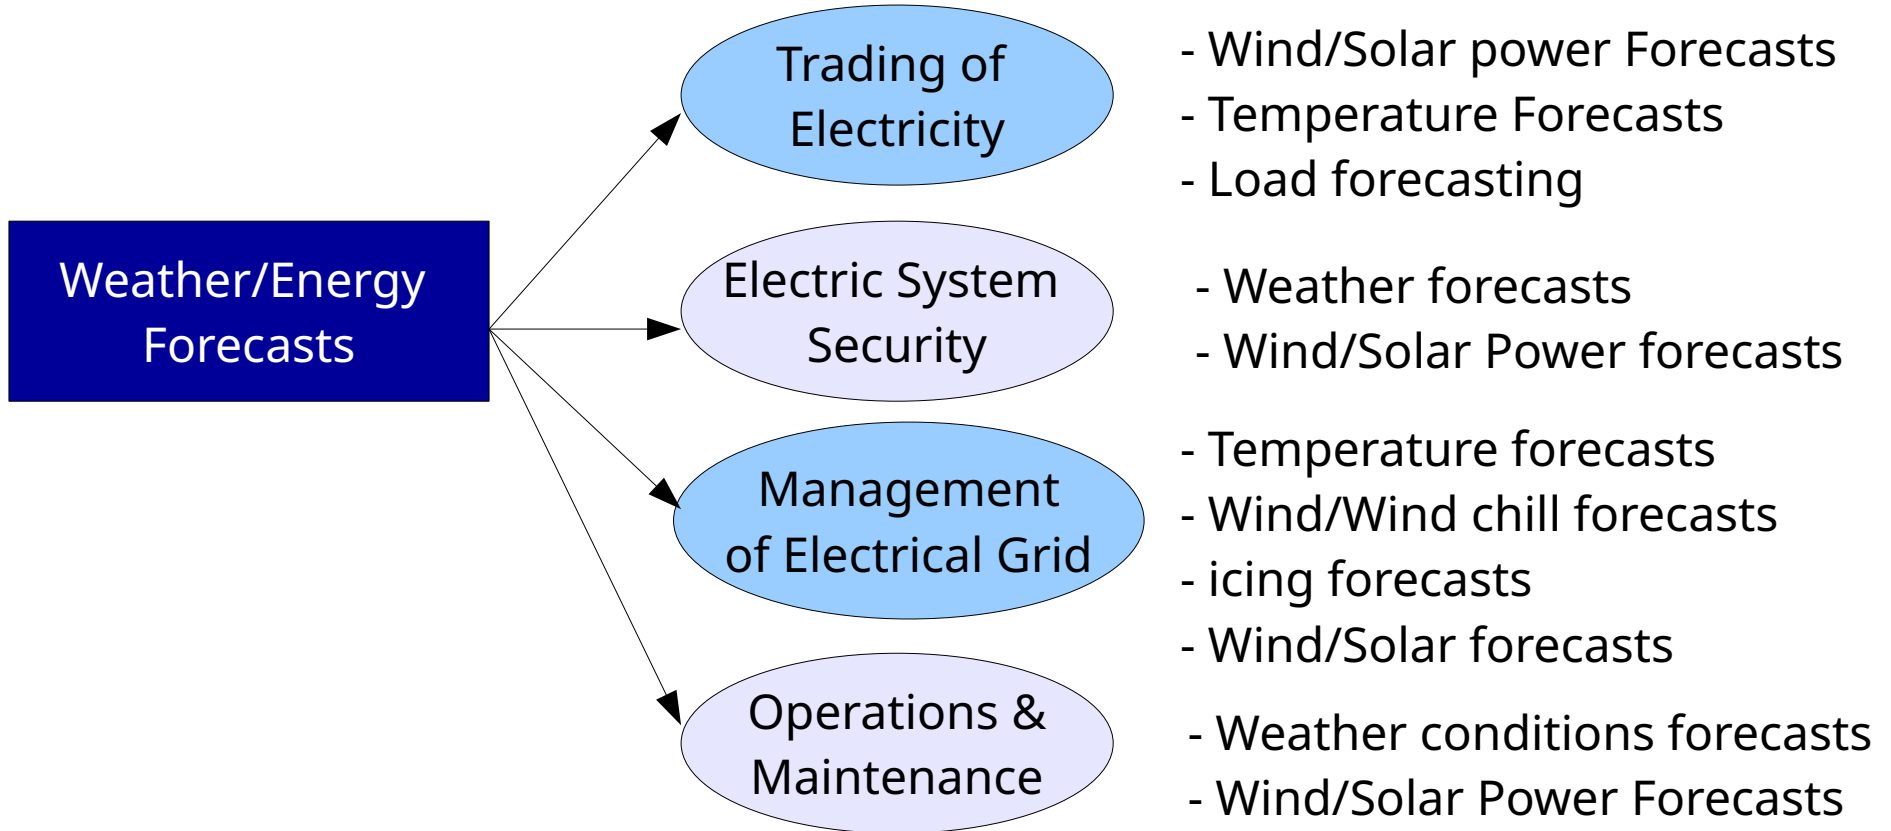 Weather/Energy
Forecasts
Trading of
Electricity
- Wind/Solar power Forecasts
- Temperature Forecasts
- Load forecasting
Electric System
Security
- Weather forecasts
- Wind/Solar Power forecasts
Management
of Electrical Grid
- Temperature forecasts
- Wind/Wind chill forecasts
- icing forecasts
- Wind/Solar forecasts
Operations &
Maintenance
- Weather conditions forecasts
- Wind/Solar Power Forecasts